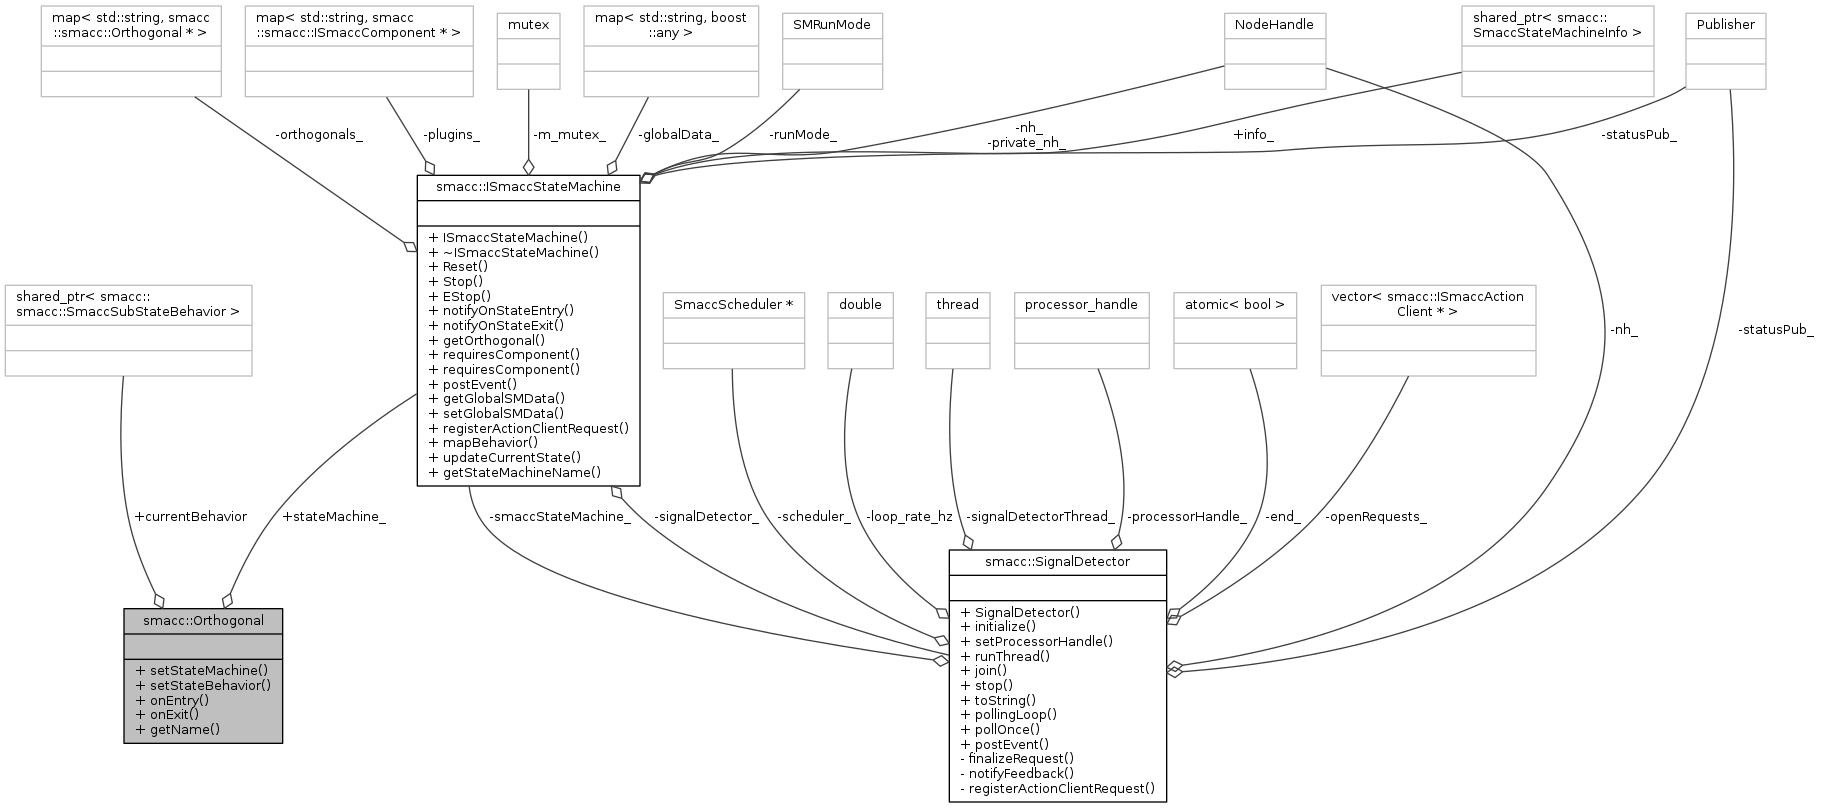 map< std::string, smacc
::smacc::Orthogonal * >
map< std::string, smacc
::smacc::ISmaccComponent * >
mutex
map< std::string, boost
::any >
SMRunMode
NodeHandle
shared_ptr< smacc::
SmaccStateMachineInfo >
Publisher
-orthogonals_
-plugins_
-m_mutex_
-globalData_
-runMode_
-nh_
-private_nh_
+info_
-statusPub_
smacc::ISmaccStateMachine
+ ISmaccStateMachine()
+ ~ISmaccStateMachine()
+ Reset()
+ Stop()
+ EStop()
+ notifyOnStateEntry()
+ notifyOnStateExit()
+ getOrthogonal()
+ requiresComponent()
+ requiresComponent()
+ postEvent()
+ getGlobalSMData()
+ setGlobalSMData()
+ registerActionClientRequest()
+ mapBehavior()
+ updateCurrentState()
+ getStateMachineName()
shared_ptr< smacc::
smacc::SmaccSubStateBehavior >
SmaccScheduler *
double
thread
processor_handle
atomic< bool >
vector< smacc::ISmaccAction
Client * >
-nh_
-statusPub_
+currentBehavior
+stateMachine_
-smaccStateMachine_
-signalDetector_
-scheduler_
-loop_rate_hz
-signalDetectorThread_
-processorHandle_
-end_
-openRequests_
smacc::Orthogonal
+ setStateMachine()
+ setStateBehavior()
+ onEntry()
+ onExit()
+ getName()
smacc::SignalDetector
+ SignalDetector()
+ initialize()
+ setProcessorHandle()
+ runThread()
+ join()
+ stop()
+ toString()
+ pollingLoop()
+ pollOnce()
+ postEvent()
- finalizeRequest()
- notifyFeedback()
- registerActionClientRequest()